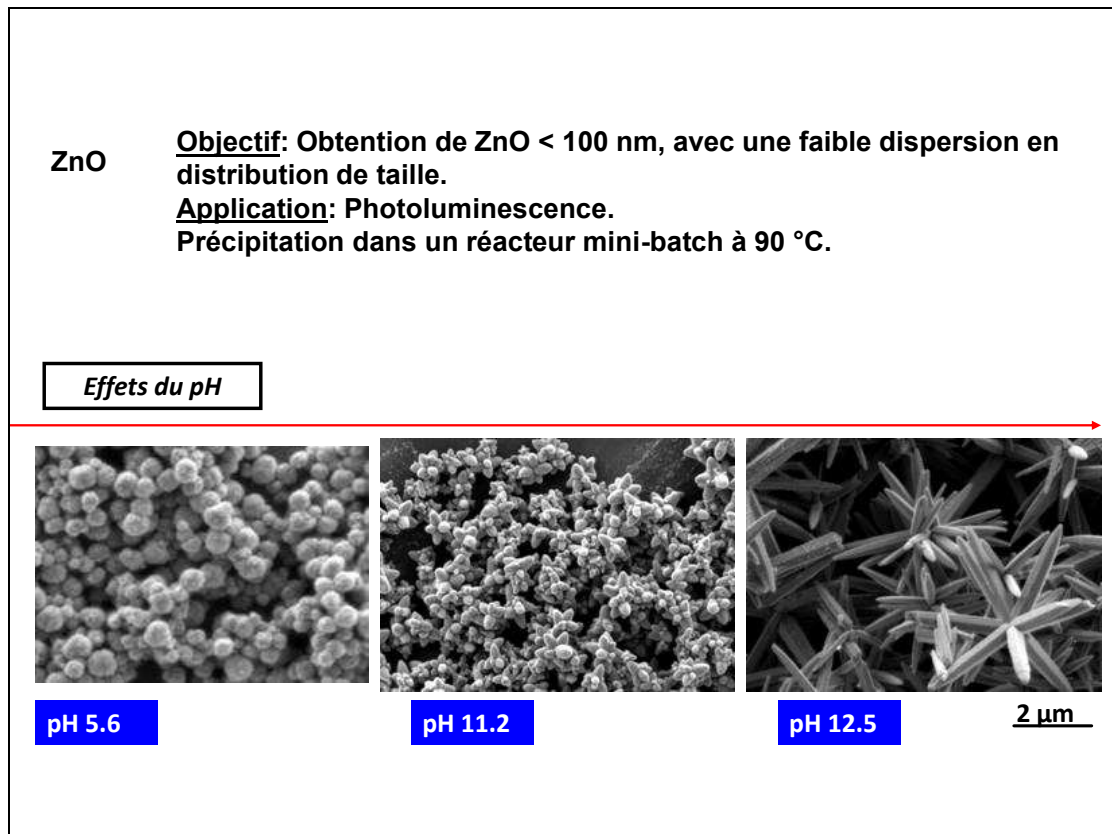 ZnO
Objectif: Obtention de ZnO < 100 nm, avec une faible dispersion en
distribution de taille.
Application: Photoluminescence.
Précipitation dans un réacteur mini-batch à 90 °C.
Effets du pH
pH 5.6
pH 11.2
pH 12.5
2 µm